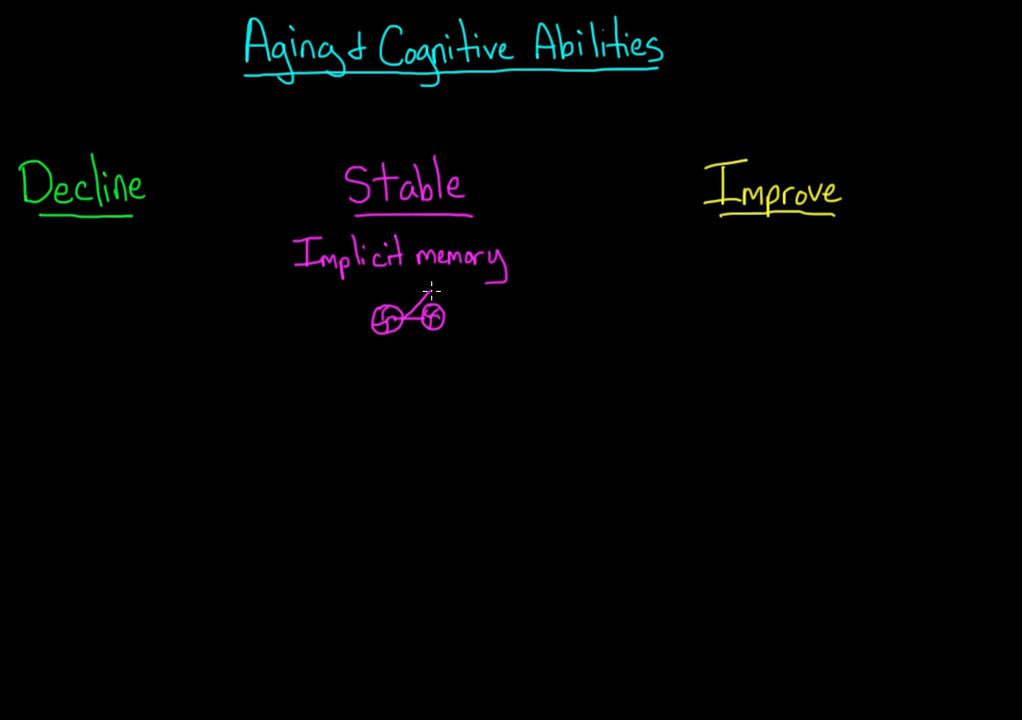 Aging & Cognitive Abilities
Decline
Stable
Improve
Implicit memory